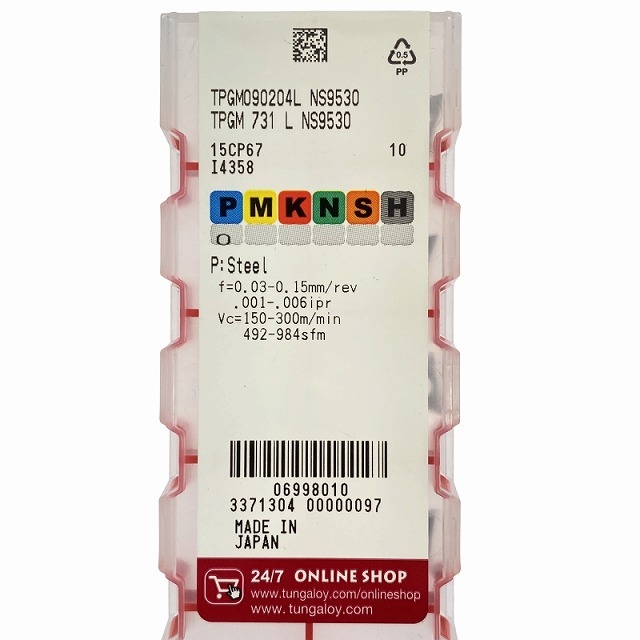 0.5
PP
TPGM090204L NS9530
TPGM 731 L NS9530
15CP67 10
I4358
P M K N S H
P:Steel
f=0.03-0.15mm/rev
.001-.006ipr
Vc=150-300m/min
492-984sfm
06998010
3371304 00000097
MADE IN
JAPAN
24/7 ONLINE SHOP
www.tungaloy.com/onlineshop
www.tungaloy.com